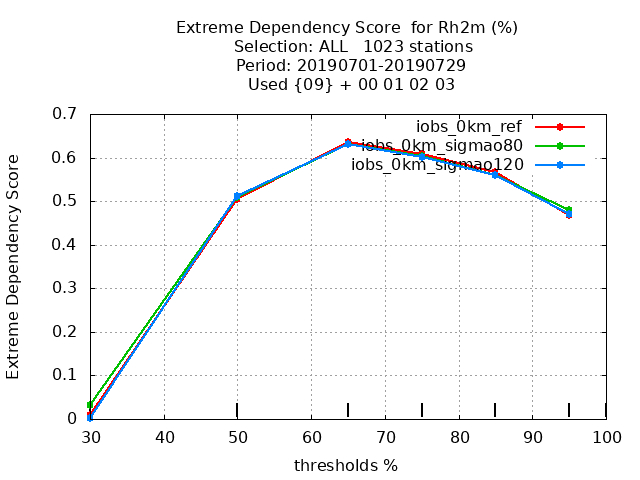 Extreme Dependency Score  for Rh2m (%)
Selection: ALL   1023 stations
Period: 20190701-20190729
Used {09} + 00 01 02 03
iobs_0km_ref
iobs_0km_sigmao80
iobs_0km_sigmao120
Extreme Dependency Score
0.7
0.6
0.5
0.4
0.3
0.2
0.1
0
30 40 50 60 70 80 90 100
thresholds %